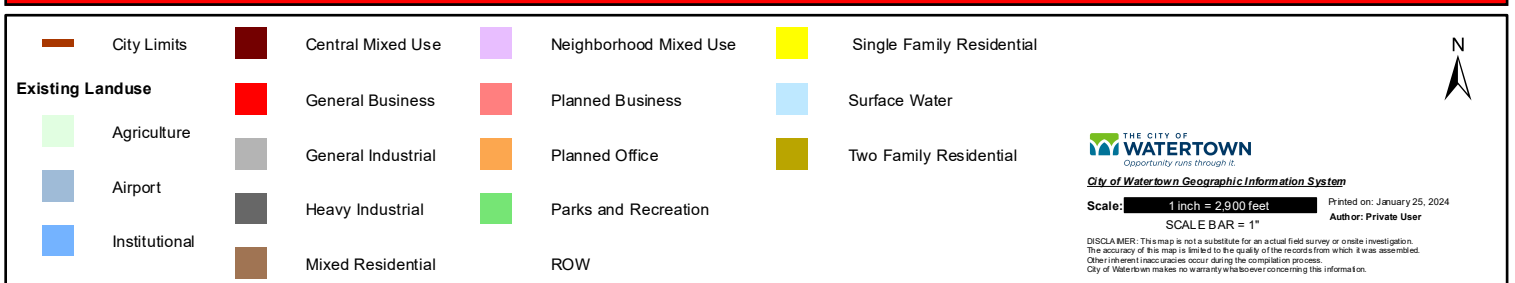 City Limits
Existing Landuse
Agriculture
Airport
Institutional
Central Mixed Use
General Business
General Industrial
Heavy Industrial
Mixed Residential
Neighborhood Mixed Use
Planned Business
Planned Office
Parks and Recreation
ROW
Single Family Residential
Surface Water
Two Family Residential
N
THE CITY OF
WATERTOWN
Opportunity runs through it.
City of Watertown Geographic Information System
Scale: 1 inch = 2,900 feet
SCALE BAR = 1"
Printed on: January 25, 2024
Author: Private User
DISCLAIMER: This map is not a substitute for an actual field survey or onsite investigation.
The accuracy of this map is limited to the quality of the records from which it was assembled.
Other inherent inaccuracies occur during the compilation process.
City of Watertown makes no warranty whatsoever concerning this information.